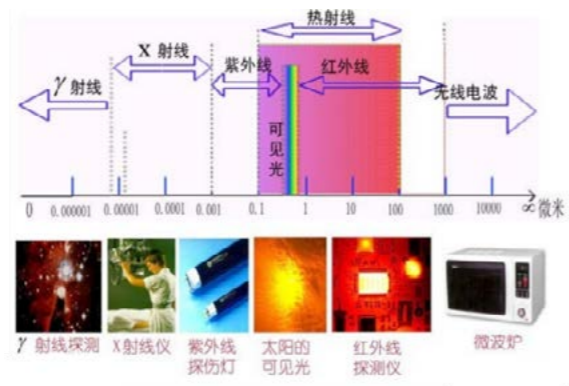 热射线
X 射线
紫外线
红外线
γ 射线
无线电波
可见光
0 0.000001 0.00001 0.0001 0.001 0.1 1 10 100 1000 10000 ∞微米
γ 射线探测
X射线仪
紫外线
探伤灯
太阳的
可见光
红外线
探测仪
微波炉